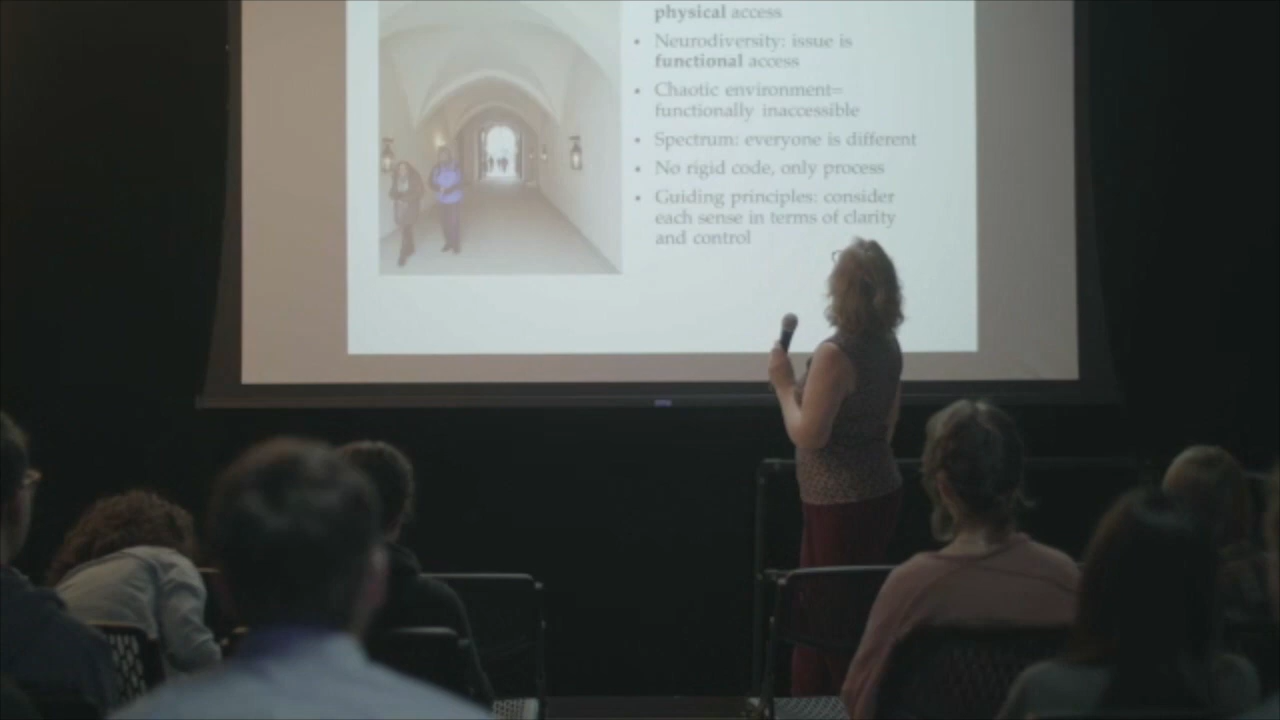 physical access
• Neurodiversity: issue is
functional access
• Chaotic environment=
functionally inaccessible
• Spectrum: everyone is different
• No rigid code, only process
• Guiding principles: consider
each sense in terms of clarity
and control